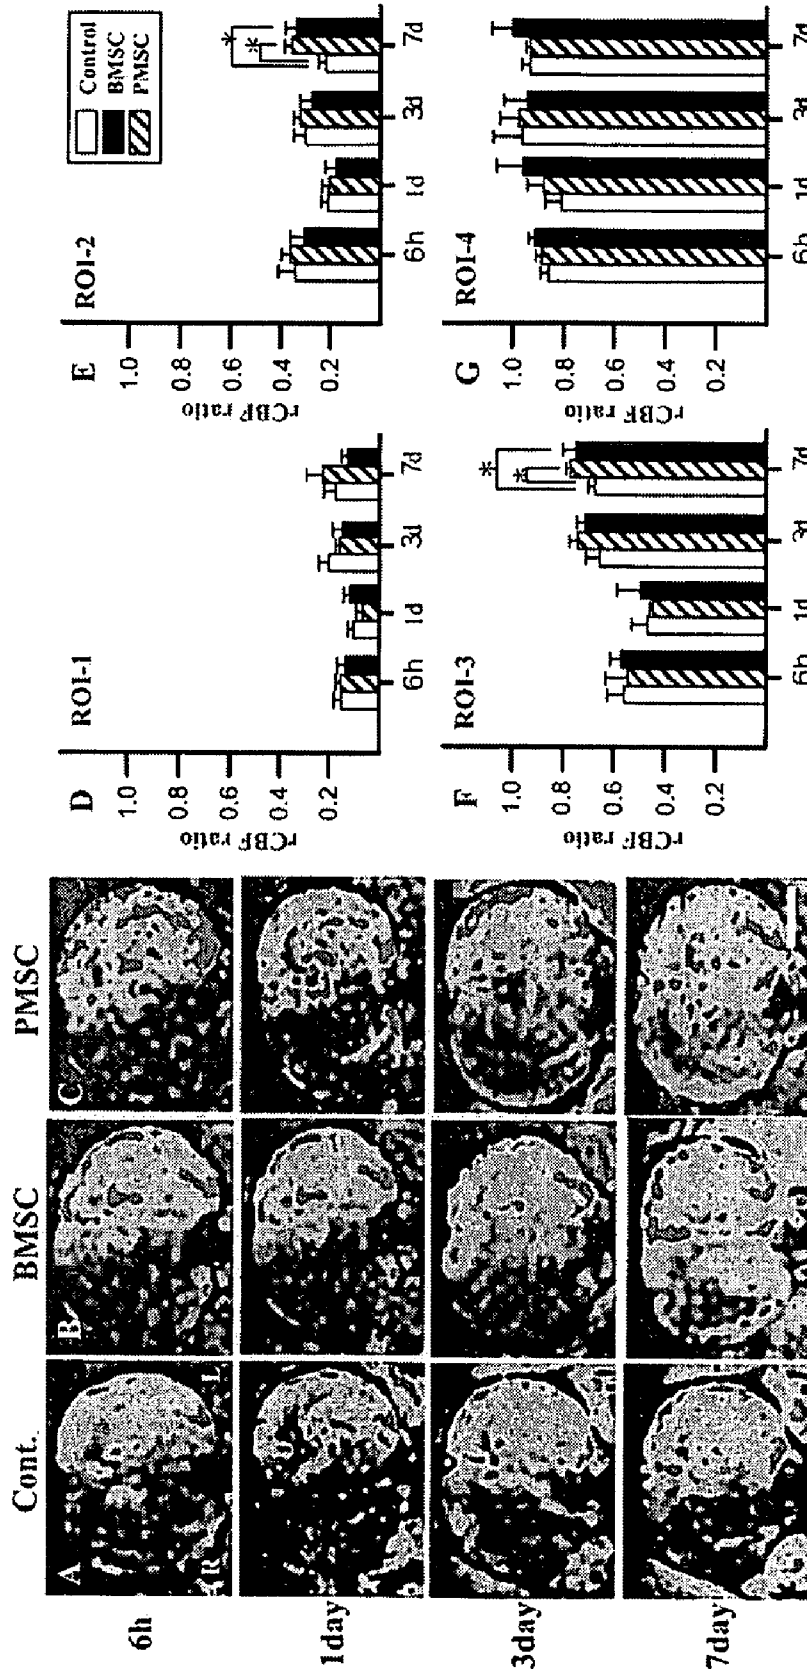 Cont. BMSC PMSC
6h
1day
3day
7day
A
R
L
B
C
D
ROI-1
rCBF ratio
1.0
0.8
0.6
0.4
0.2
6h 1d 3d 7d
E
ROI-2
Control
BMSC
PMSC
rCBF ratio
1.0
0.8
0.6
0.4
0.2
* *
6h 1d 3d 7d
F
ROI-3
rCBF ratio
1.0
0.8
0.6
0.4
0.2
* *
6h 1d 3d 7d
G
ROI-4
rCBF ratio
1.0
0.8
0.6
0.4
0.2
6h 1d 3d 7d